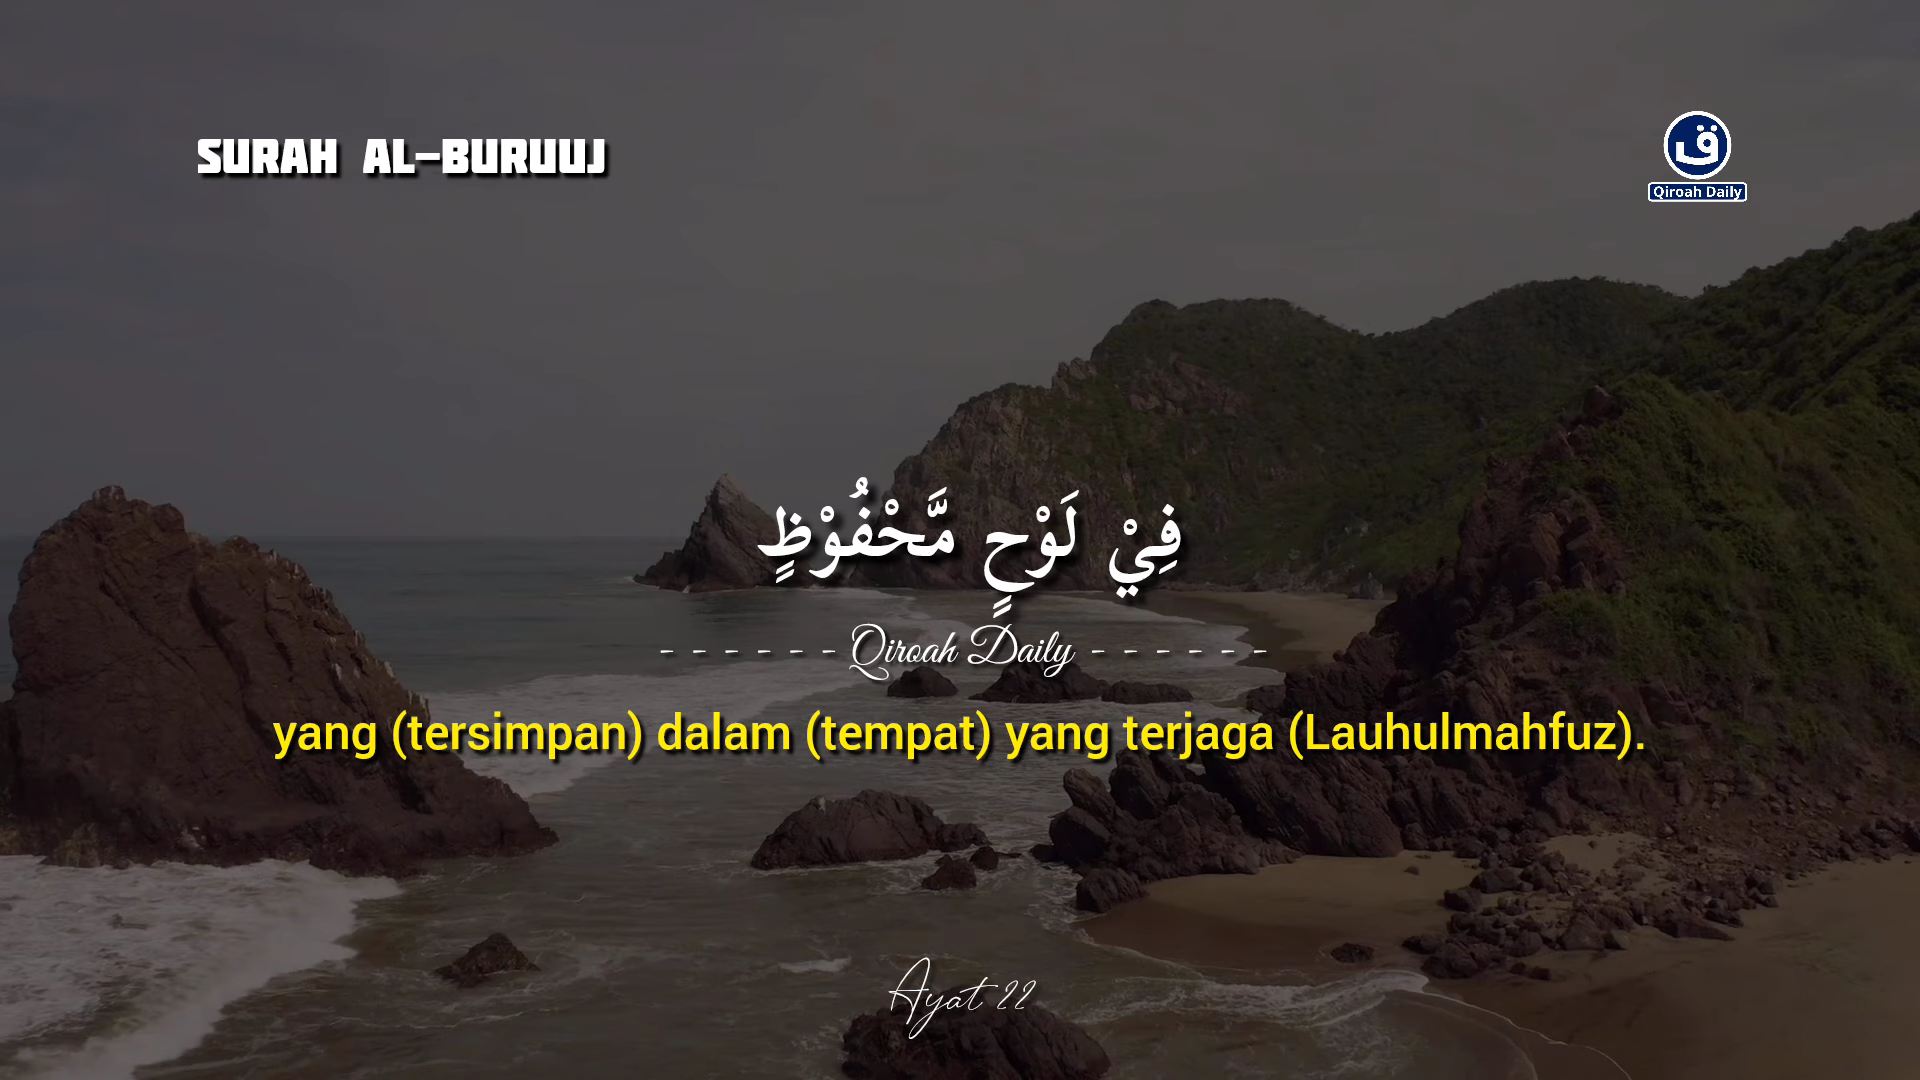 SURAH AL-BURUUJ
ق
Qiroah Daily
فِيْ لَوْحٍ مَّحْفُوْظٍ
- - - - - - Qiroah Daily - - - - - -
yang (tersimpan) dalam (tempat) yang terjaga (Lauhulmahfuz).
Ayat 22